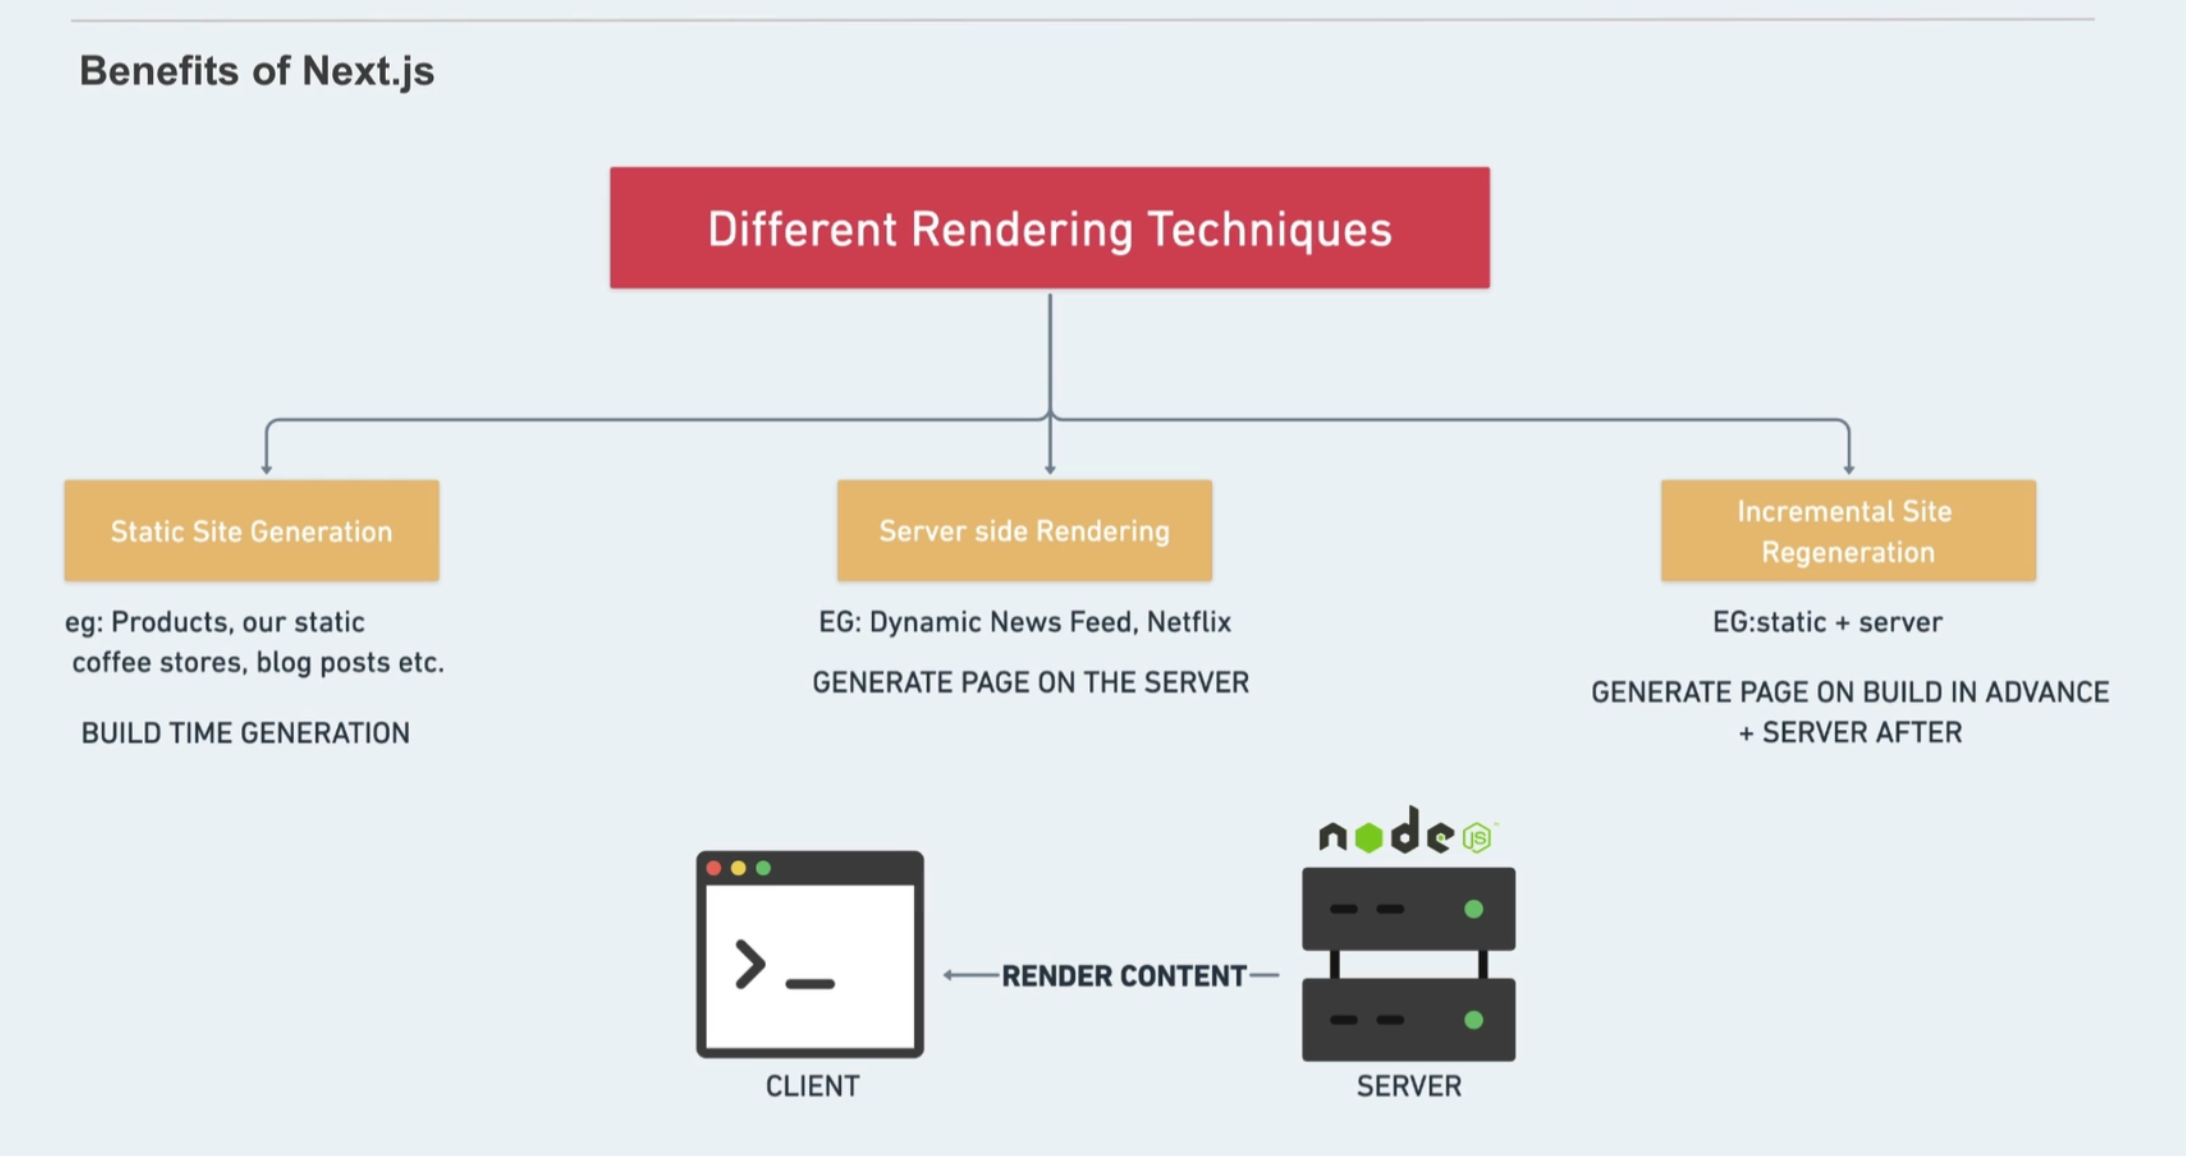 Benefits of Next.js
Different Rendering Techniques
Static Site Generation
eg: Products, our static
coffee stores, blog posts etc.
BUILD TIME GENERATION
Server side Rendering
EG: Dynamic News Feed, Netflix
GENERATE PAGE ON THE SERVER
Incremental Site
Regeneration
EG:static + server
GENERATE PAGE ON BUILD IN ADVANCE
+ SERVER AFTER
node JS™
>_
RENDER CONTENT
CLIENT
SERVER